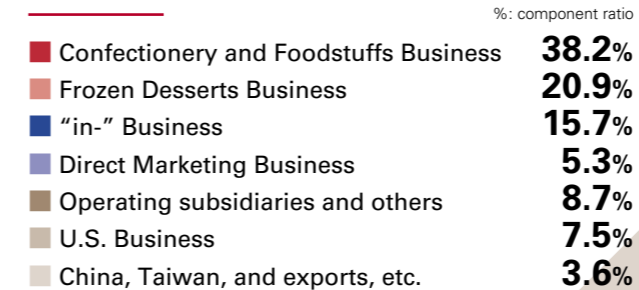 %: component ratio
Confectionery and Foodstuffs Business 38.2%
Frozen Desserts Business 20.9%
“in-” Business 15.7%
Direct Marketing Business 5.3%
Operating subsidiaries and others 8.7%
U.S. Business 7.5%
China, Taiwan, and exports, etc. 3.6%